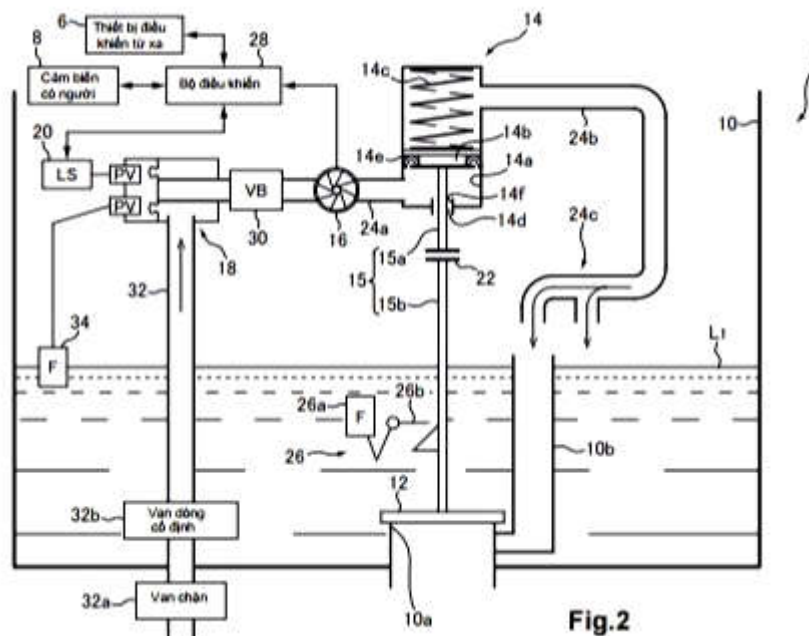 6
Thiết bị điều
khiển từ xa
8
Cảm biến
có người
28
Bộ điều khiển
14
14c
10
24b
20
LS
PV
PV
14e
14b
14a
VB
30
16
24a
14f
14d
18
32
15a
15
15b
22
24c
34
F
L1
26a
F
26b
26
10b
12
32b
Van dòng
cố định
32a
Van chặn
10a
Fig.2